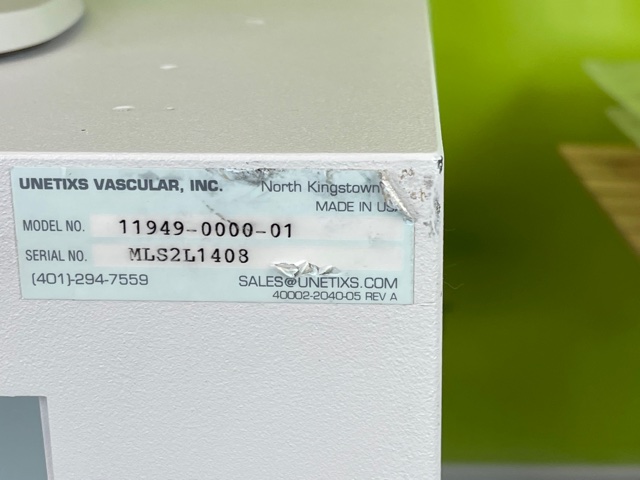 UNETIXS VASCULAR, INC. North Kingstown
MADE IN US
MODEL NO. 11949-0000-01
SERIAL NO. MLS2L1408
(401)-294-7559 SALES@UNETIXS.COM
40002-2040-05 REV A